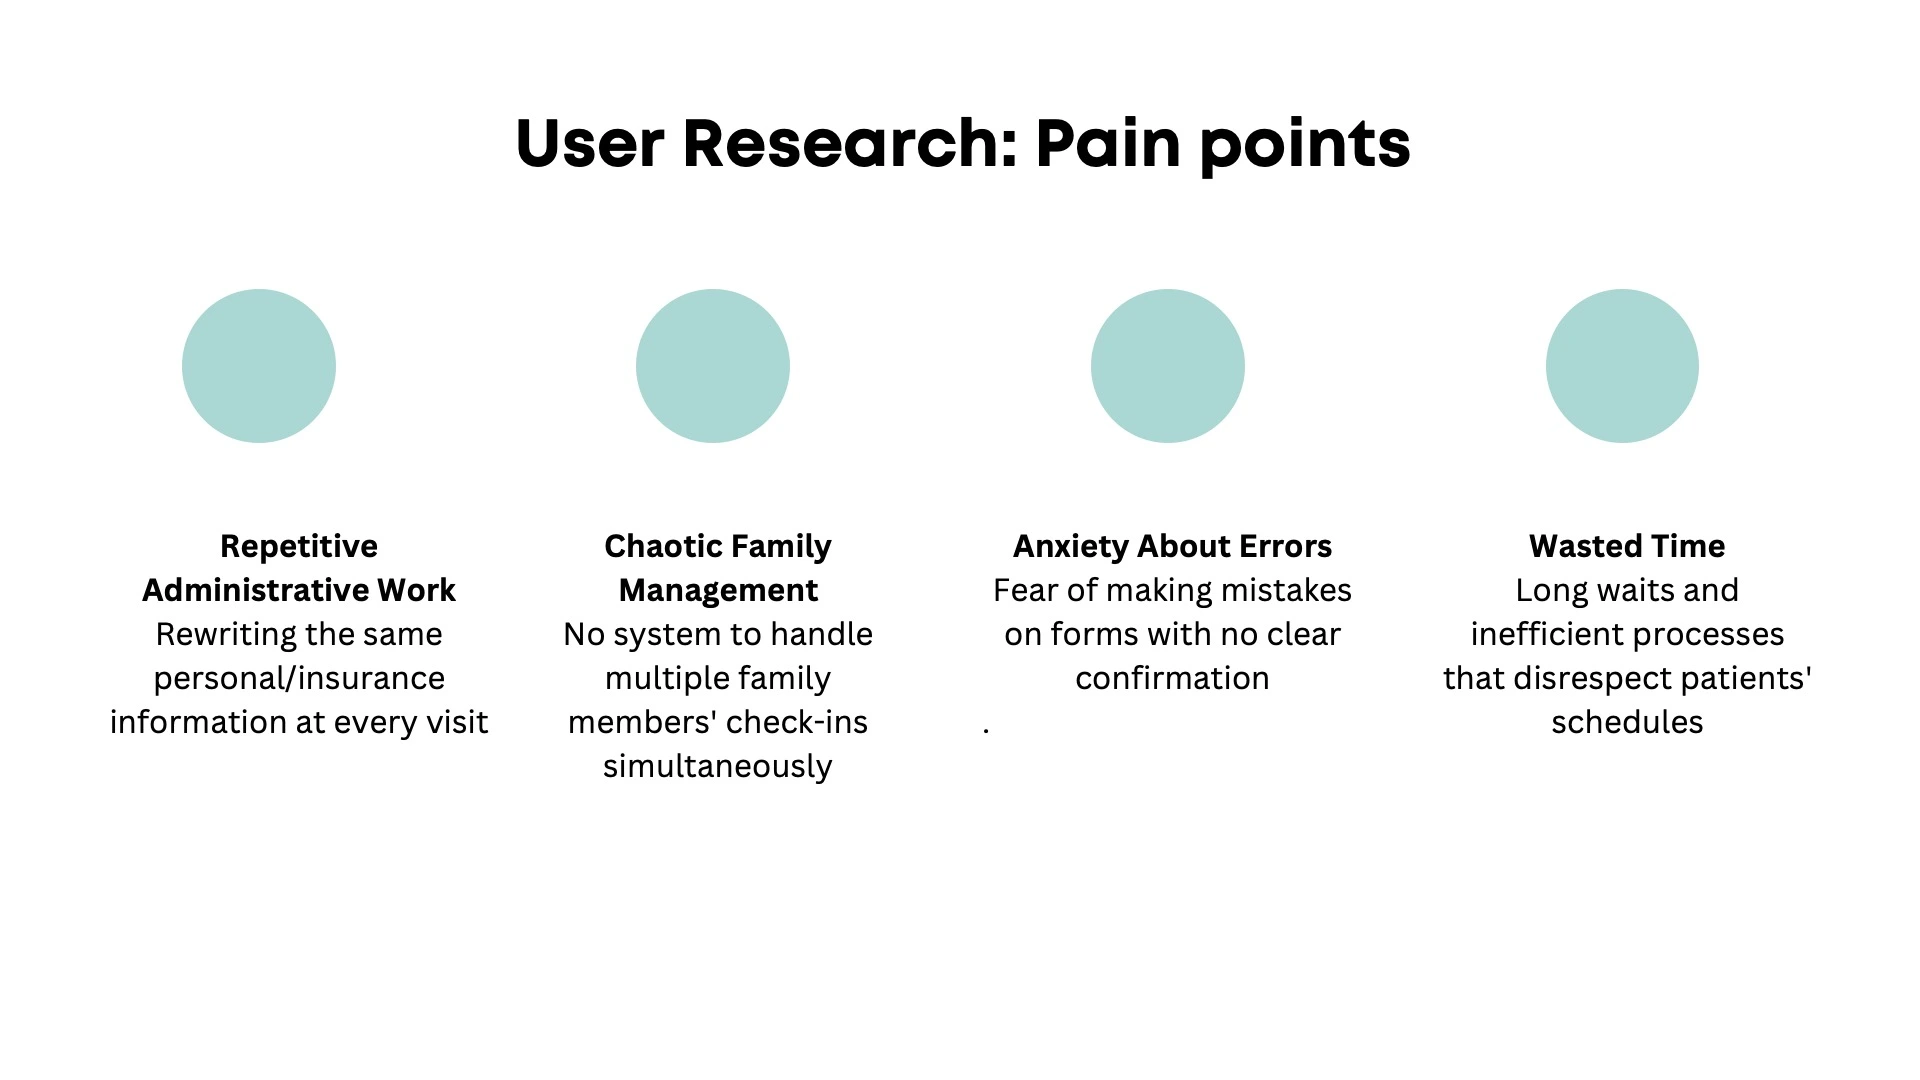 User Research: Pain points
Repetitive
Administrative Work
Rewriting the same
personal/insurance
information at every visit
Chaotic Family
Management
No system to handle
multiple family
members' check-ins
simultaneously
Anxiety About Errors
Fear of making mistakes
on forms with no clear
confirmation
.
Wasted Time
Long waits and
inefficient processes
that disrespect patients'
schedules